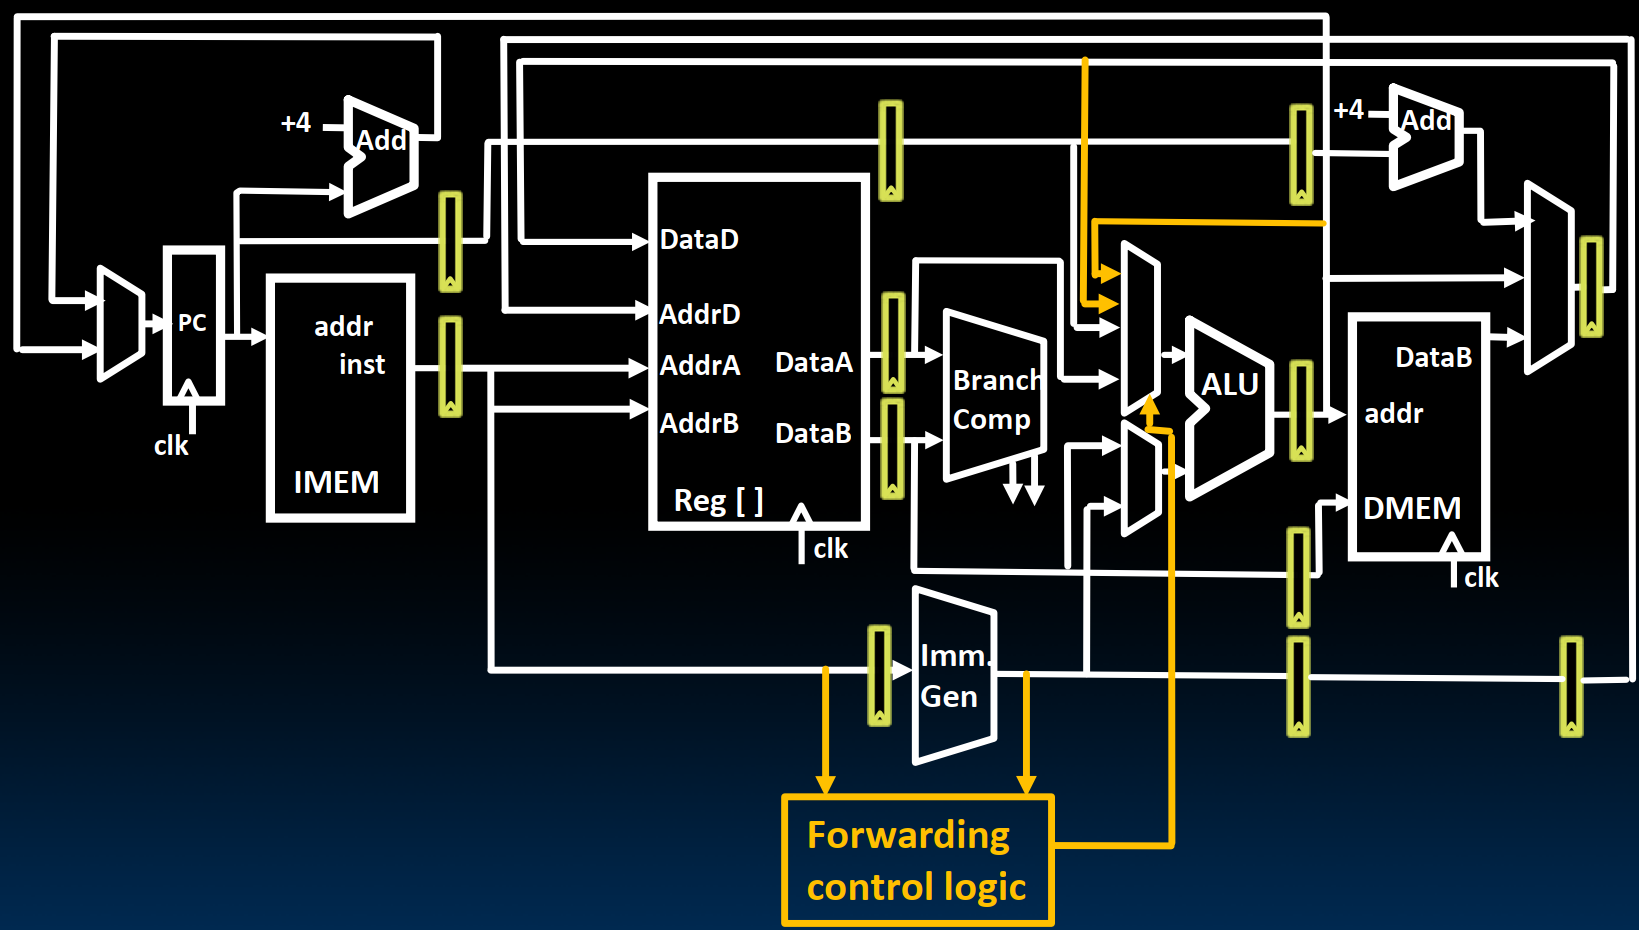 +4
Add
PC
clk
addr
inst
IMEM
DataD
AddrD
AddrA
AddrB
DataA
DataB
Reg [ ]
clk
Branch
Comp
Imm.
Gen
ALU
+4
Add
DataB
addr
DMEM
clk
Forwarding
control logic